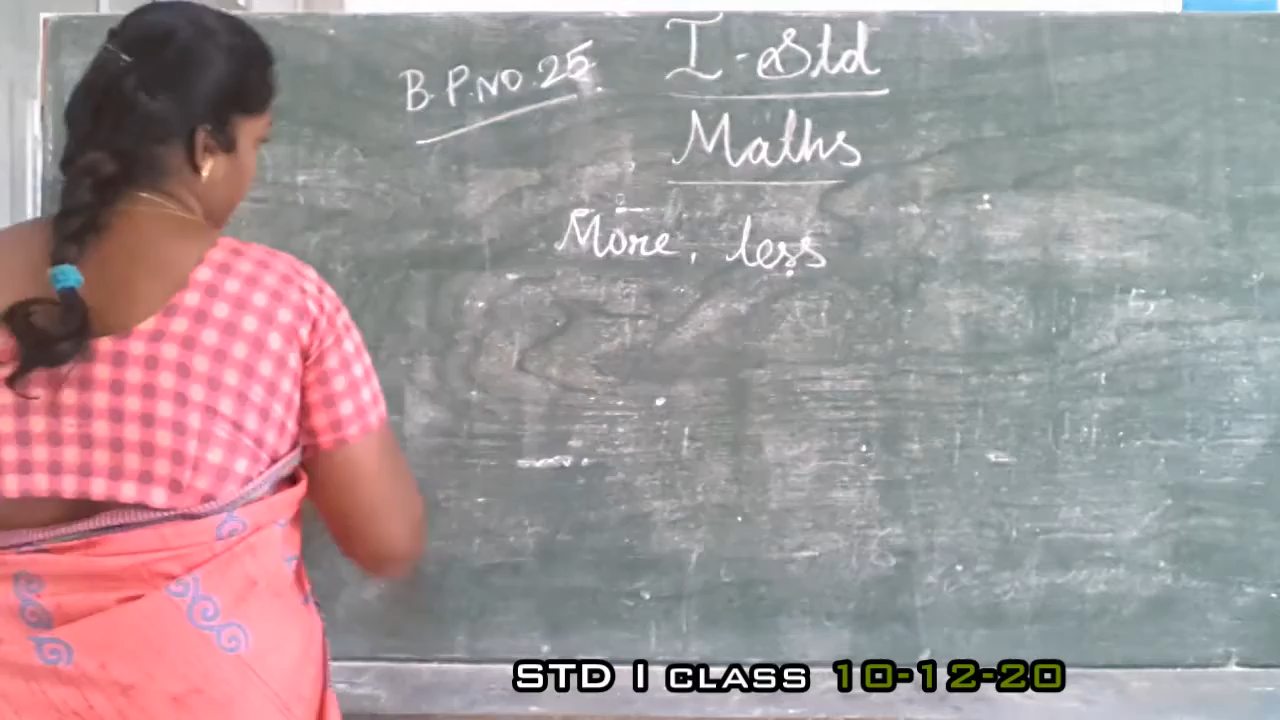 I - Std
B.P.NO.25.
Maths
More, less
STD I CLASS 10-12-20